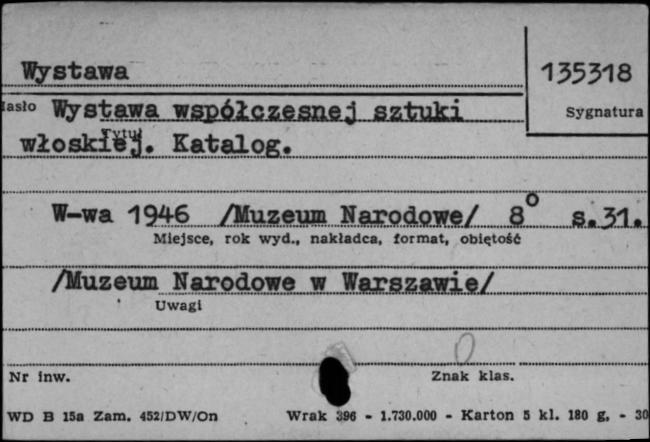 Wystawa
135318
Hasło
Sygnatura
Wystawa współczesnej sztuki
Tytuł
włoskiej. Katalog.
W-wa 1946 /Muzeum Narodowe/ 8° s.31.
Miejsce, rok wyd., nakładca, format, objętość
/Muzeum Narodowe w Warszawie/
Uwagi
0
Nr inw.
Znak klas.
WD B 15a Zam. 452/DW/On Wrak 396 - 1.730.000 - Karton 5 kl. 180 g. - 30